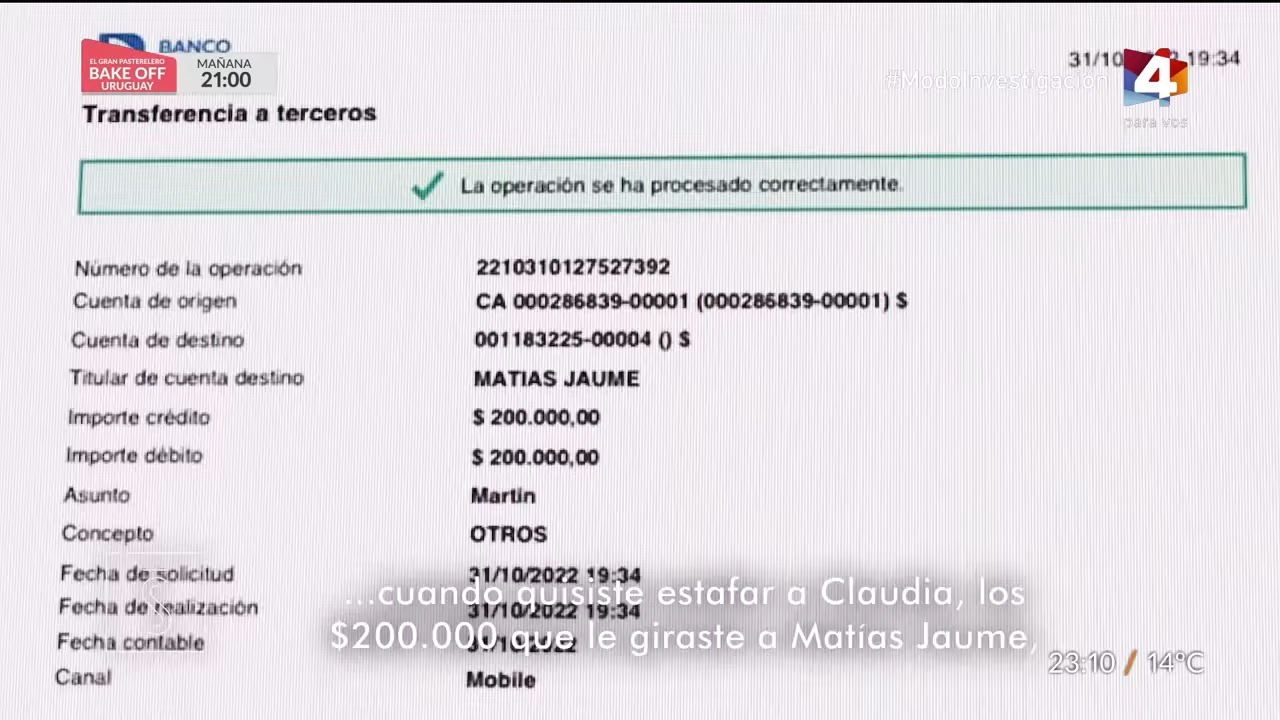 BANCO
EL GRAN PASTERELERO
BAKE OFF
URUGUAY
MAÑANA
21:00
19:34
#ModoInvestigación
4
para vos
Transferencia a terceros
La operación se ha procesado correctamente.
Número de la operación 2210310127527392
Cuenta de origen CA 000286839-00001 (000286839-00001) $
Cuenta de destino 001183225-00004 () $
Titular de cuenta destino MATIAS JAUME
Importe crédito $ 200.000,00
Importe débito $ 200.000,00
Asunto Martin
Concepto OTROS
Fecha de solicitud 31/10/2022 19:34
Fecha de realización 31/10/2022 19:34
Fecha contable 31/10/2022
Canal Mobile
...cuando quisiste estafar a Claudia, los
$200.000 que le giraste a Matías Jaume,
23:10 / 14°C